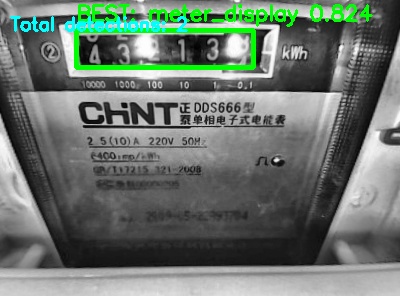 BEST: meter_display 0.824
Total detections: 2
② 4 3 1 3 kWh
10000 1000 100 10 1 0.1
CHNT 正泰 DDS666型
单相电子式电能表
2.5(10)A 220V 50Hz
6400imp/kWh
GB/T17215.321-2008